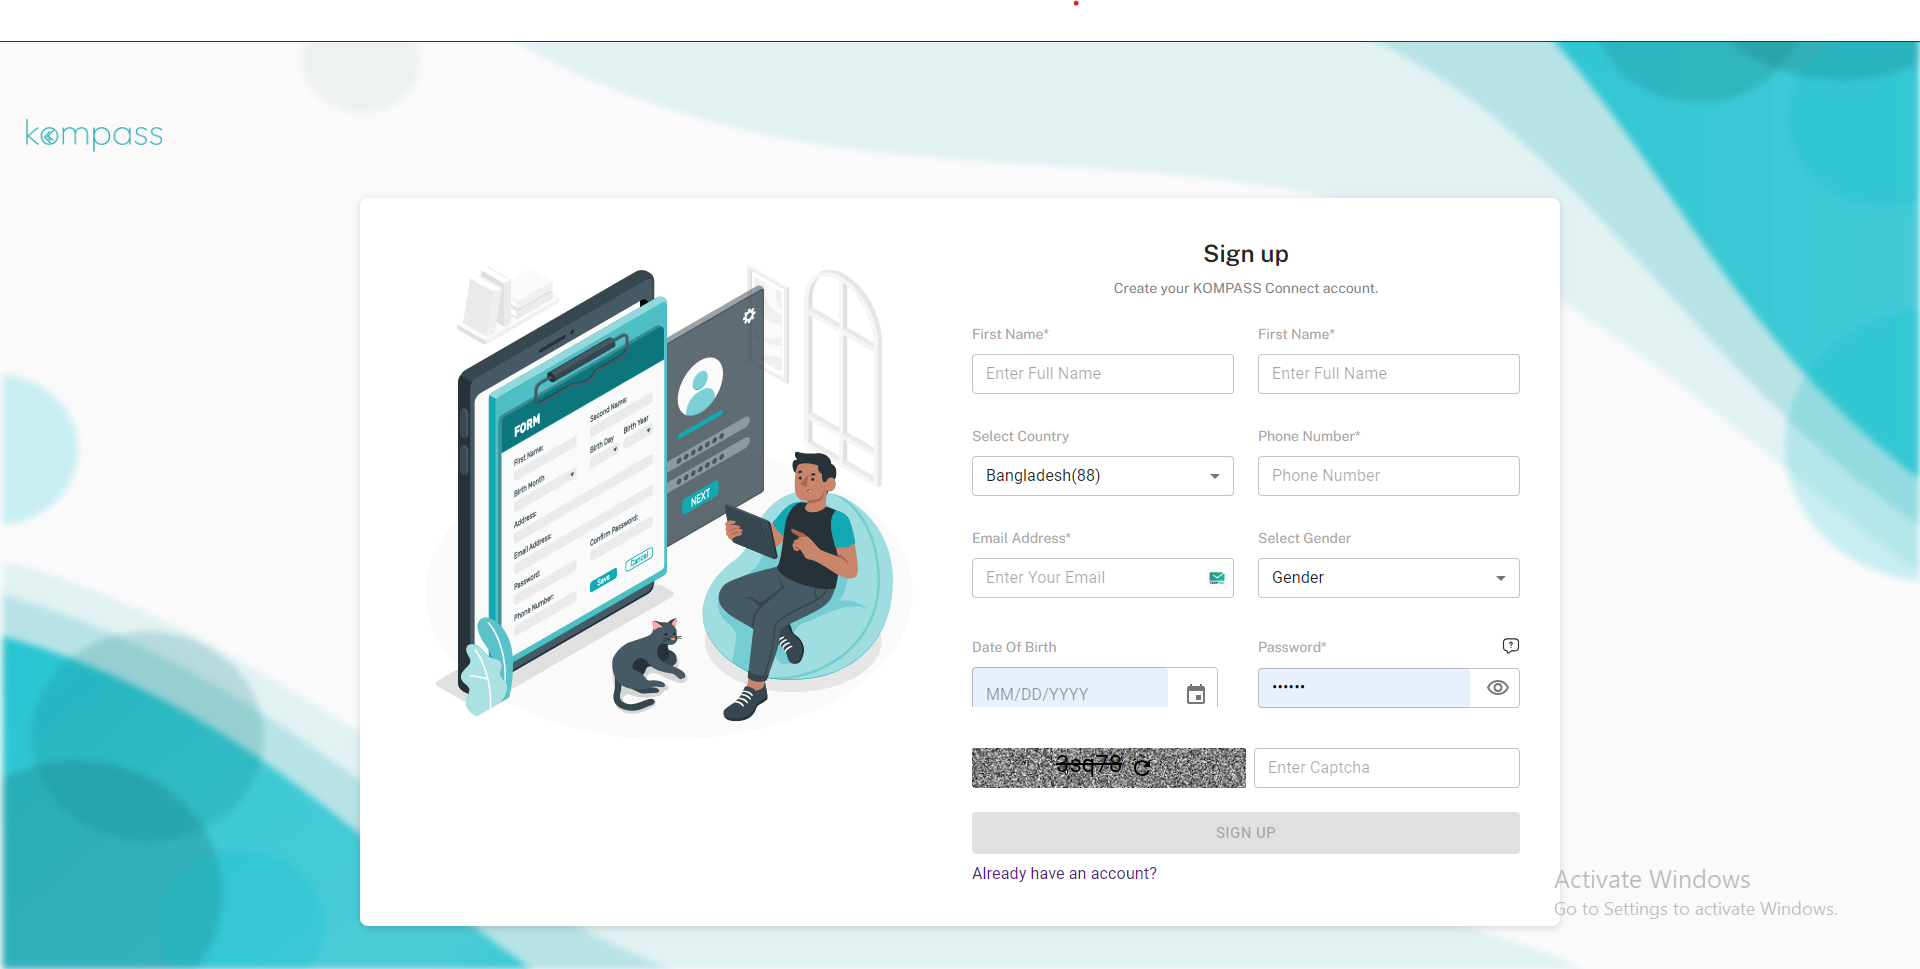 kompass
Sign up
Create your KOMPASS Connect account.
First Name*
First Name*
Enter Full Name
Enter Full Name
Select Country
Phone Number*
Bangladesh(88)
Phone Number
Email Address*
Select Gender
Enter Your Email
Gender
Date Of Birth
Password*
MM/DD/YYYY
••••••
3sq78
Enter Captcha
SIGN UP
Already have an account?
FORM
First Name:
Second Name:
Birth Month
Birth Day
Birth Year
Address:
Email Address:
Password:
Confirm Password:
Phone Number:
Save
Cancel
NEXT
Activate Windows
Go to Settings to activate Windows.